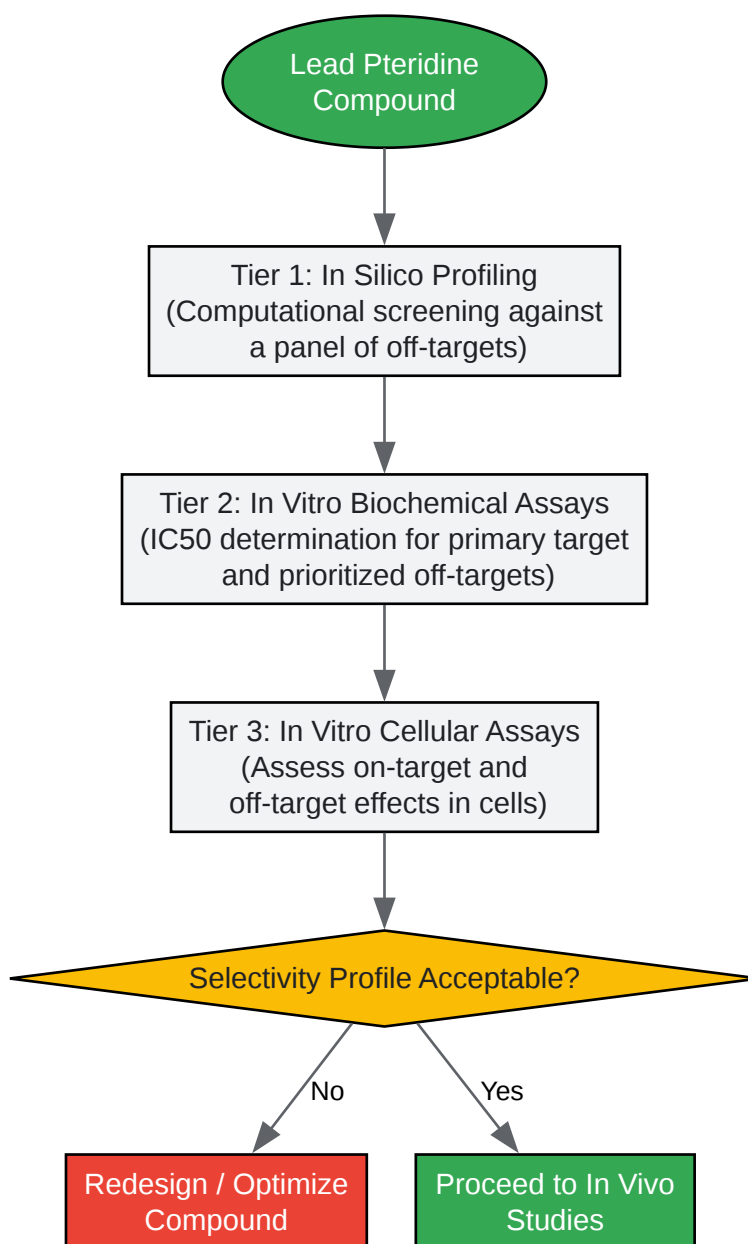 Lead Pteridine
Compound
Tier 1: In Silico Profiling
(Computational screening against
a panel of off-targets)
Tier 2: In Vitro Biochemical Assays
(IC50 determination for primary target
and prioritized off-targets)
Tier 3: In Vitro Cellular Assays
(Assess on-target and
off-target effects in cells)
Selectivity Profile Acceptable?
No
Yes
Redesign / Optimize
Compound
Proceed to In Vivo
Studies